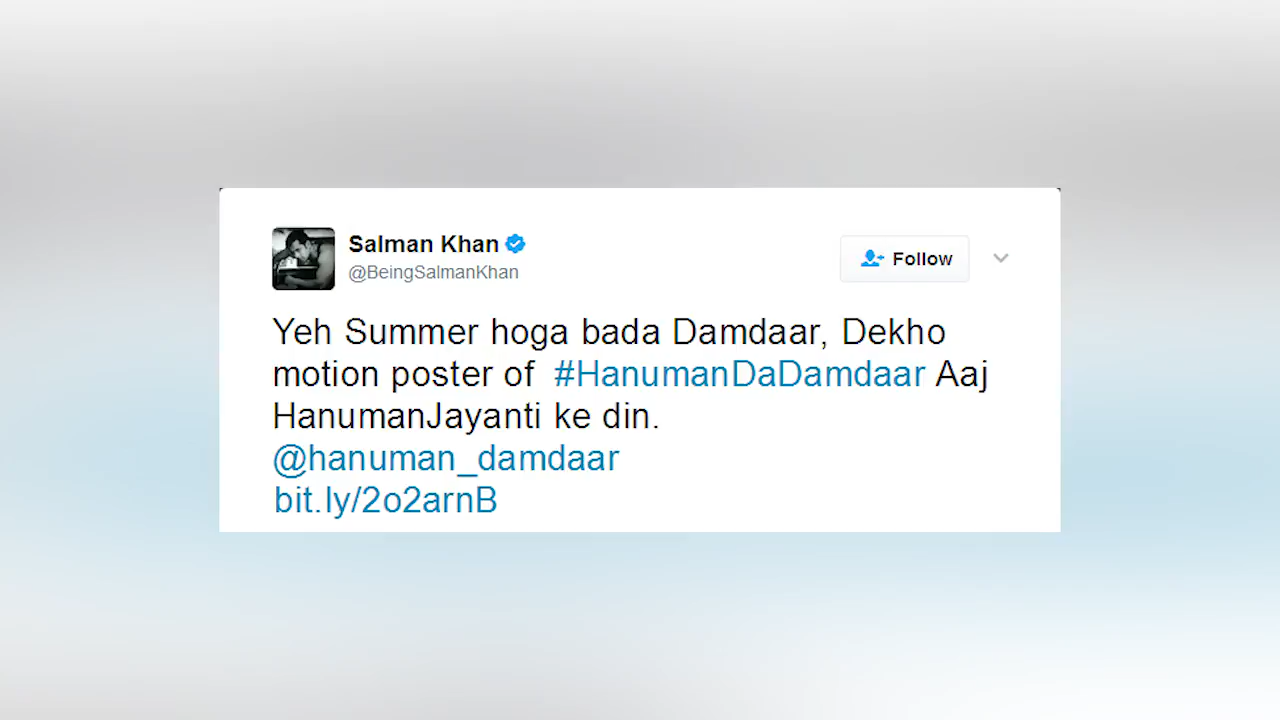 Salman Khan
@BeingSalmanKhan
Follow
Yeh Summer hoga bada Damdaar, Dekho
motion poster of #HanumanDaDamdaar Aaj
HanumanJayanti ke din.
@hanuman_damdaar
bit.ly/2o2arnB